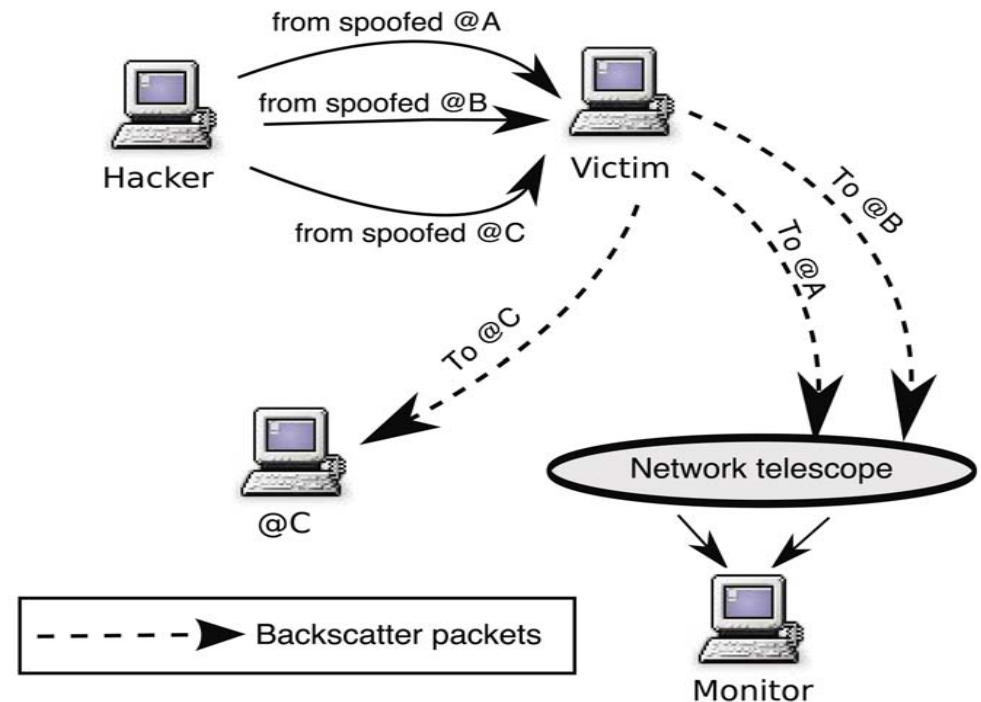 from spoofed @A
from spoofed @B
from spoofed @C
Hacker
Victim
To @B
To @A
To @C
@C
Network telescope
Monitor
Backscatter packets